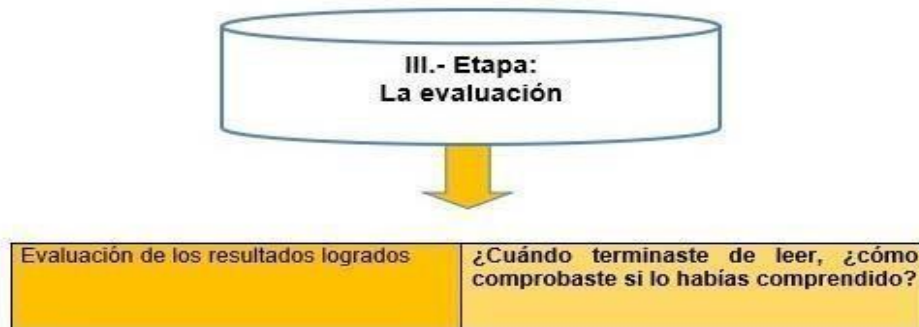 III.- Etapa:
La evaluación
Evaluación de los resultados logrados
¿Cuándo terminaste de leer, ¿cómo
comprobaste si lo habías comprendido?